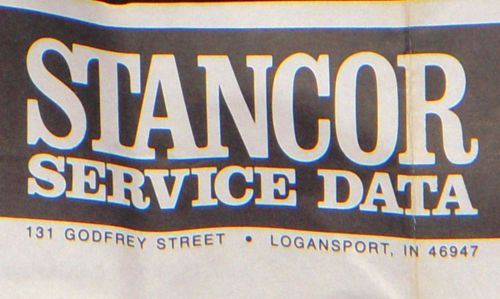 STANCOR
SERVICE DATA
131 GODFREY STREET • LOGANSPORT, IN 46947